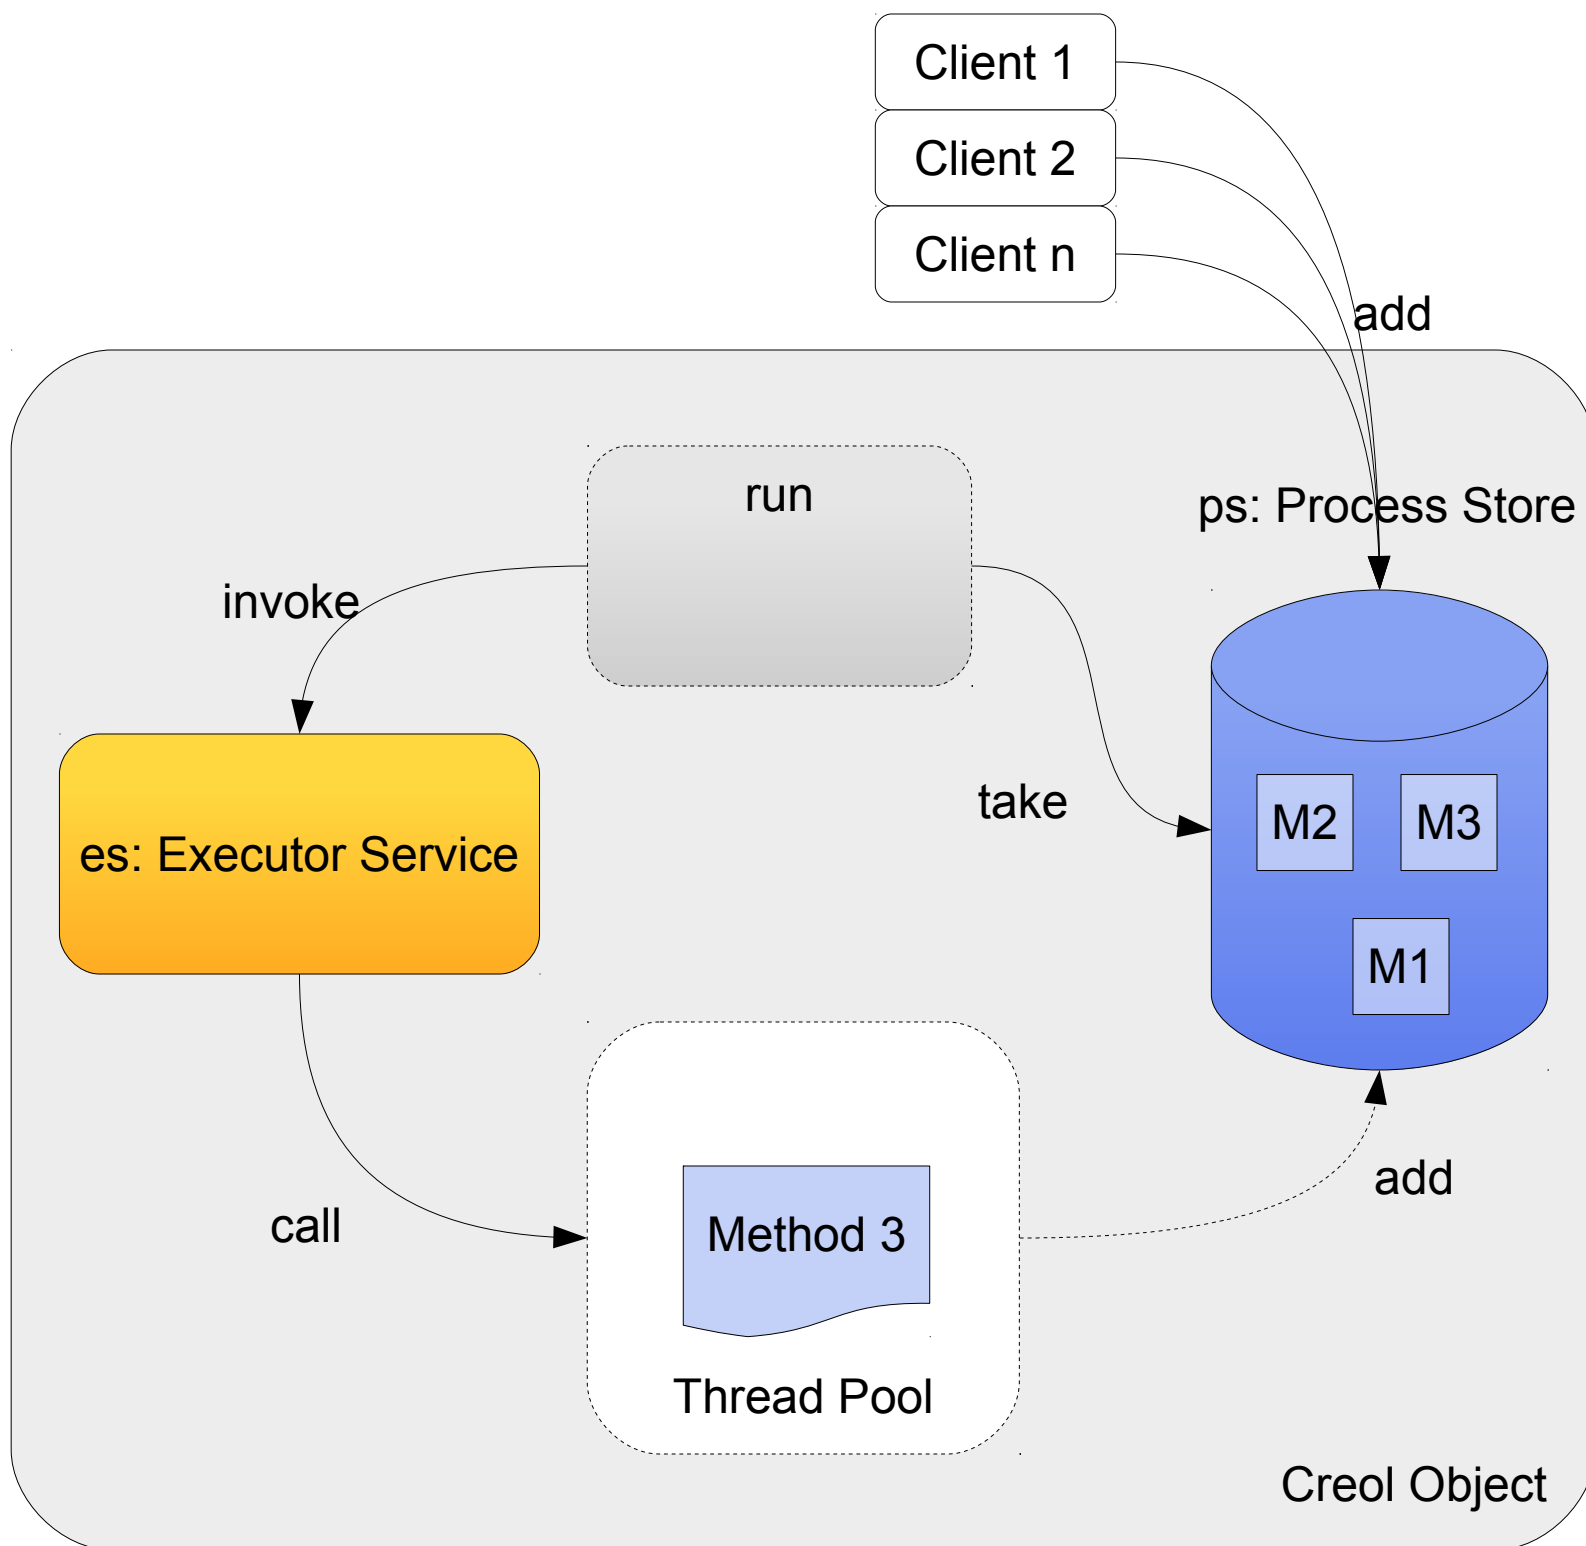 Client 1
Client 2
Client n
add
run
ps: Process Store
invoke
take
M2
M3
es: Executor Service
M1
add
call
Method 3
Thread Pool
Creol Object